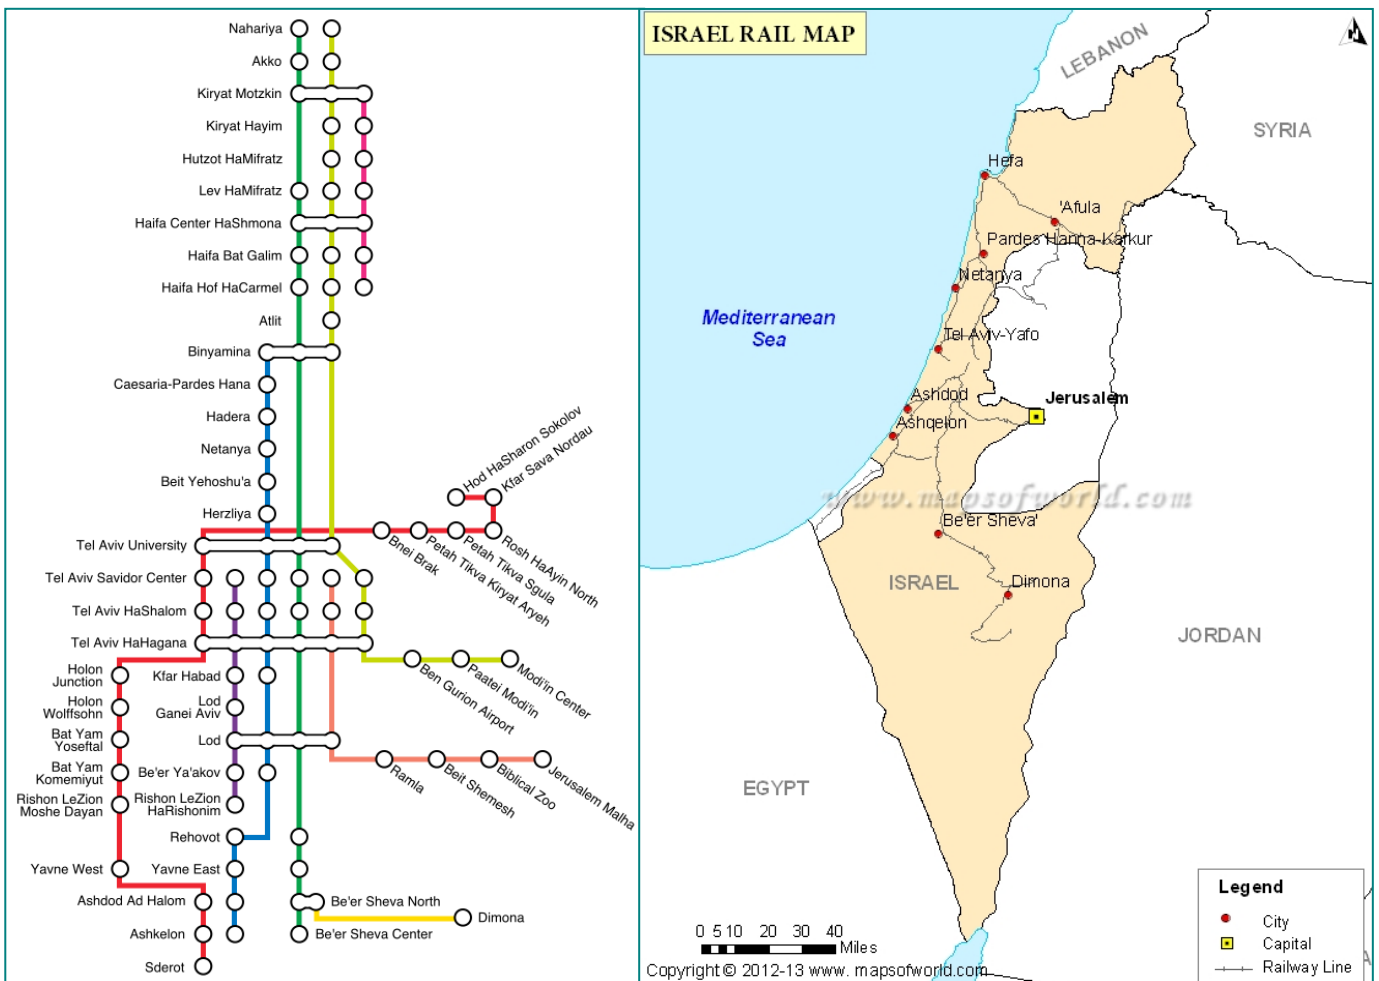 Nahariya
Akko
Kiryat Motzkin
Kiryat Hayim
Hutzot HaMifratz
Lev HaMifratz
Haifa Center HaShmona
Haifa Bat Galim
Haifa Hof HaCarmel
Atlit
Binyamina
Caesaria-Pardes Hana
Hadera
Netanya
Beit Yehoshu'a
Herzliya
Hod HaSharon Sokolov
Kfar Sava Nordau
Tel Aviv University
Bnei Brak
Petah Tikva Kiryat Aryeh
Petah Tikva Sgula
Rosh HaAyin North
Tel Aviv Savidor Center
Tel Aviv HaShalom
Tel Aviv HaHagana
Holon
Junction
Kfar Habad
Ben Gurion Airport
Paatei Modi'in
Modi'in Center
Holon
Wolffsohn
Lod
Ganei Aviv
Bat Yam
Yoseftal
Lod
Bat Yam
Komemiyut
Be'er Ya'akov
Ramla
Beit Shemesh
Biblical Zoo
Jerusalem Malha
Rishon LeZion
Moshe Dayan
Rishon LeZion
HaRishonim
Rehovot
Yavne West
Yavne East
Ashdod Ad Halom
Be'er Sheva North
Dimona
Ashkelon
Be'er Sheva Center
Sderot
ISRAEL RAIL MAP
LEBANON
SYRIA
Hefa
'Afula
Pardes Hanna-Karkur
Netanya
Mediterranean
Sea
Tel Aviv-Yafo
Ashdod
Jerusalem
Ashqelon
www.mapsofworld.com
Be'er Sheva'
ISRAEL
Dimona
JORDAN
EGYPT
Legend
City
Capital
Railway Line
0 5 10 20 30 40
Miles
Copyright © 2012-13 www. mapsofworld.com